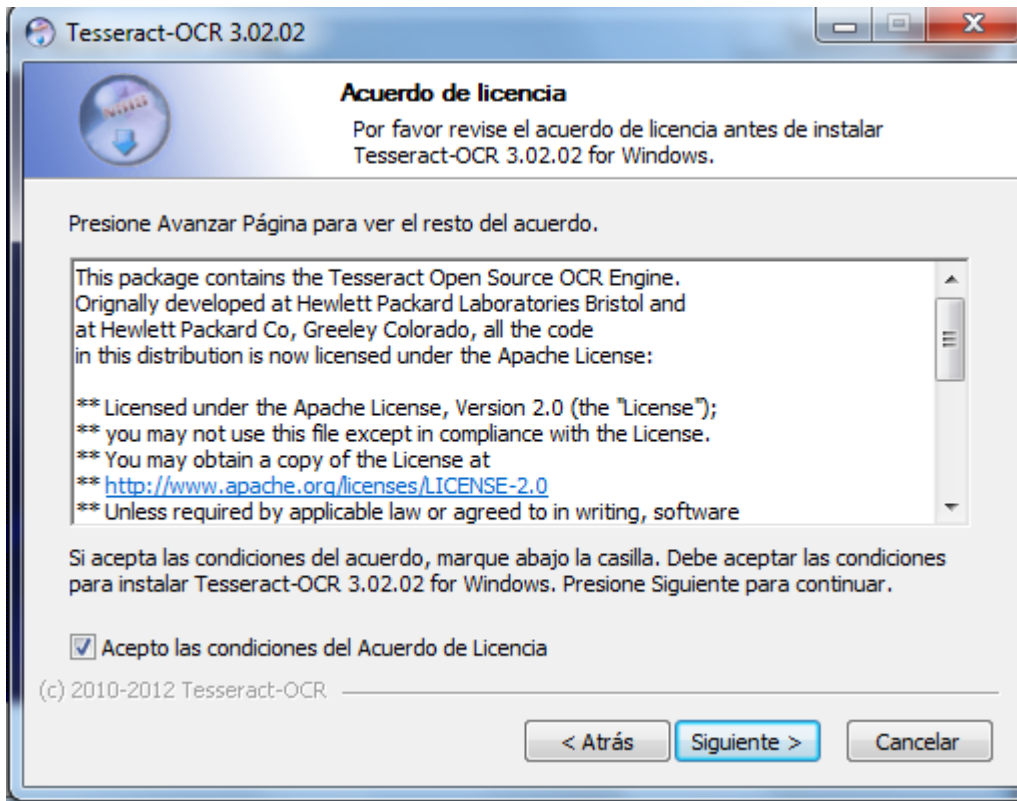 Tesseract-OCR 3.02.02
Acuerdo de licencia
Por favor revise el acuerdo de licencia antes de instalar
Tesseract-OCR 3.02.02 for Windows.
Presione Avanzar Página para ver el resto del acuerdo.
This package contains the Tesseract Open Source OCR Engine.
Orignally developed at Hewlett Packard Laboratories Bristol and
at Hewlett Packard Co, Greeley Colorado, all the code
in this distribution is now licensed under the Apache License:
** Licensed under the Apache License, Version 2.0 (the "License");
** you may not use this file except in compliance with the License.
** You may obtain a copy of the License at
** http://www.apache.org/licenses/LICENSE-2.0
** Unless required by applicable law or agreed to in writing, software
Si acepta las condiciones del acuerdo, marque abajo la casilla. Debe aceptar las condiciones
para instalar Tesseract-OCR 3.02.02 for Windows. Presione Siguiente para continuar.
Acepto las condiciones del Acuerdo de Licencia
(c) 2010-2012 Tesseract-OCR
< Atrás Siguiente > Cancelar